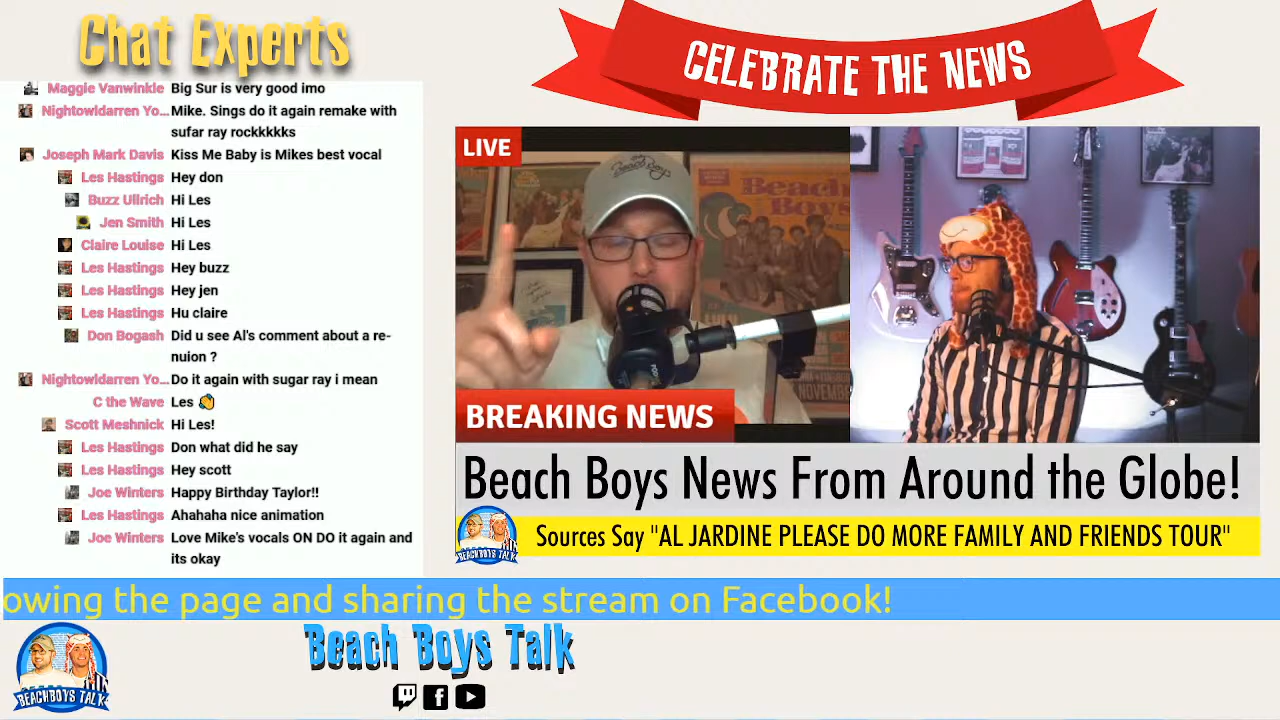 Chat Experts
CELEBRATE THE NEWS
Maggie Vanwinkle Big Sur is very good imo
Nightowldarren Yo... Mike. Sings do it again remake with
sufar ray rockkkkks
Joseph Mark Davis Kiss Me Baby is Mikes best vocal
Les Hastings Hey don
Buzz Ullrich Hi Les
Jen Smith Hi Les
Claire Louise Hi Les
Les Hastings Hey buzz
Les Hastings Hey jen
Les Hastings Hu claire
Don Bogash Did u see Al's comment about a re-
nuion ?
Nightowldarren Yo... Do it again with sugar ray i mean
C the Wave Les 👏
Scott Meshnick Hi Les!
Les Hastings Don what did he say
Les Hastings Hey scott
Joe Winters Happy Birthday Taylor!!
Les Hastings Ahahaha nice animation
Joe Winters Love Mike's vocals ON DO it again and
its okay
LIVE
Beach
Boys
NOVEMBER
BREAKING NEWS
Beach Boys News From Around the Globe!
BEACHBOYS TALK
Sources Say "AL JARDINE PLEASE DO MORE FAMILY AND FRIENDS TOUR"
owing the page and sharing the stream on Facebook!
BEACHBOYS TALK
Beach Boys Talk